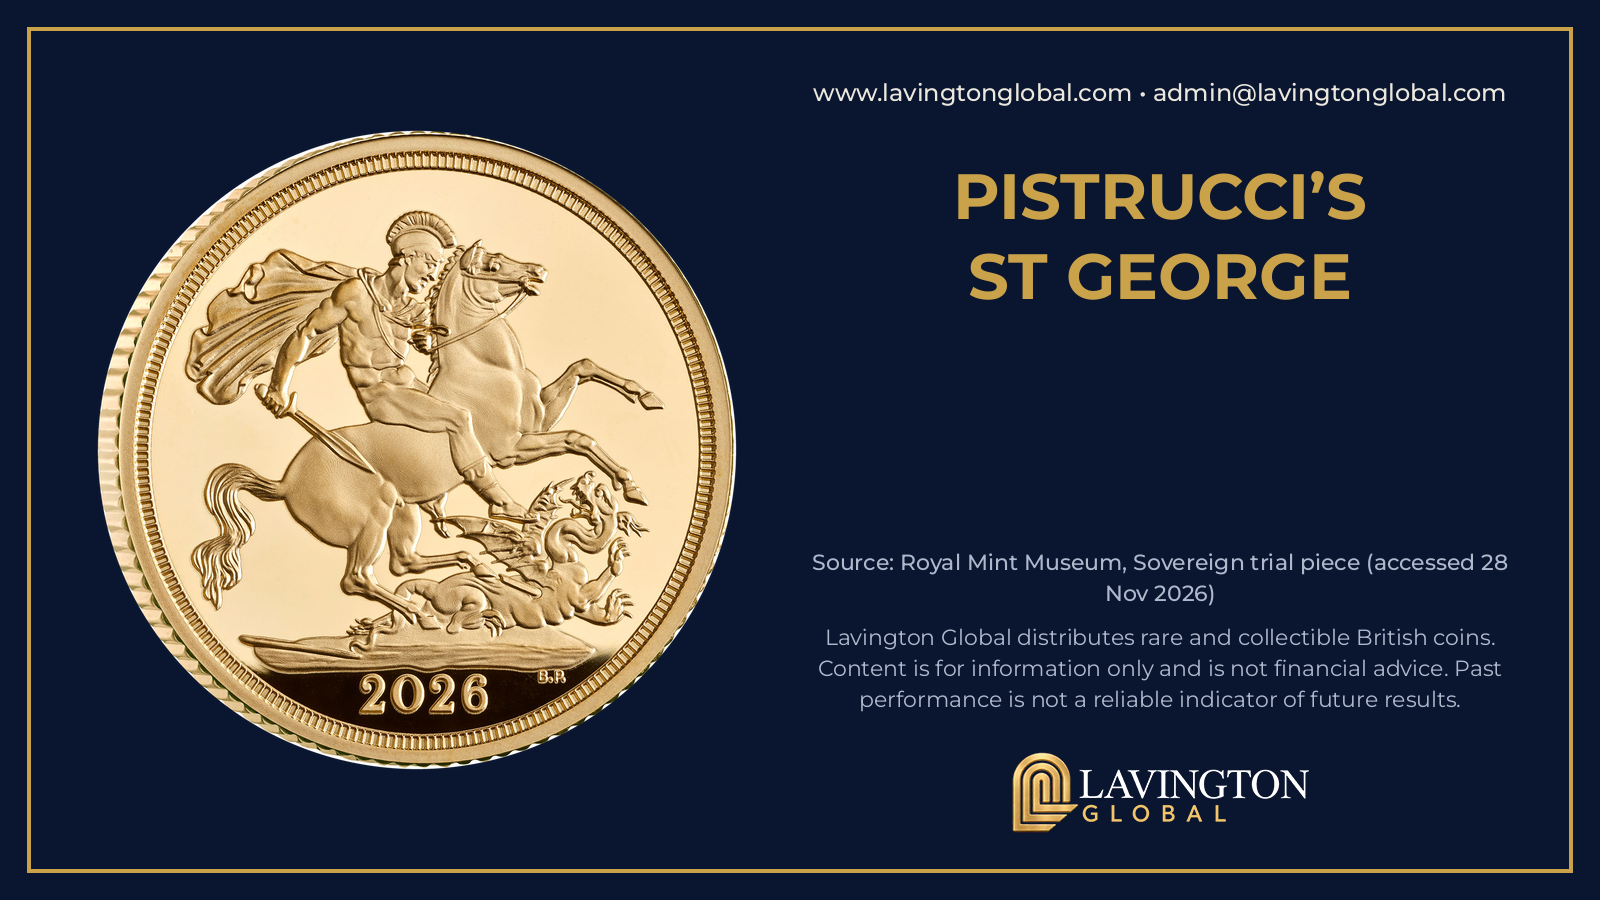 www.lavingtonglobal.com • admin@lavingtonglobal.com
PISTRUCCI’S
ST GEORGE
Source: Royal Mint Museum, Sovereign trial piece (accessed 28
Nov 2026)
Lavington Global distributes rare and collectible British coins.
Content is for information only and is not financial advice. Past
performance is not a reliable indicator of future results.
LAVINGTON
GLOBAL
B.P.
2026